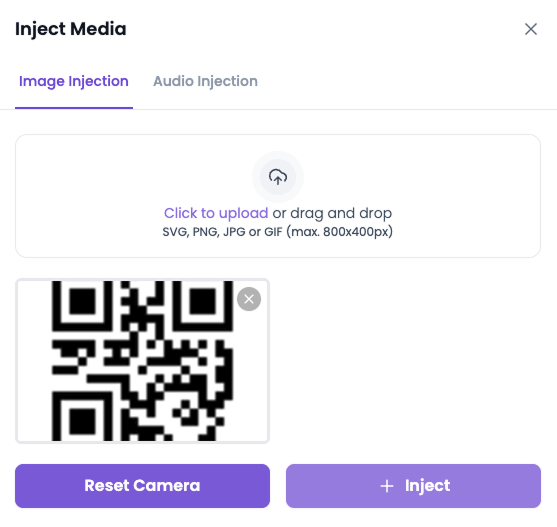 Inject Media
Image Injection
Audio Injection
Click to upload or drag and drop
SVG, PNG, JPG or GIF (max. 800x400px)
Reset Camera
Inject